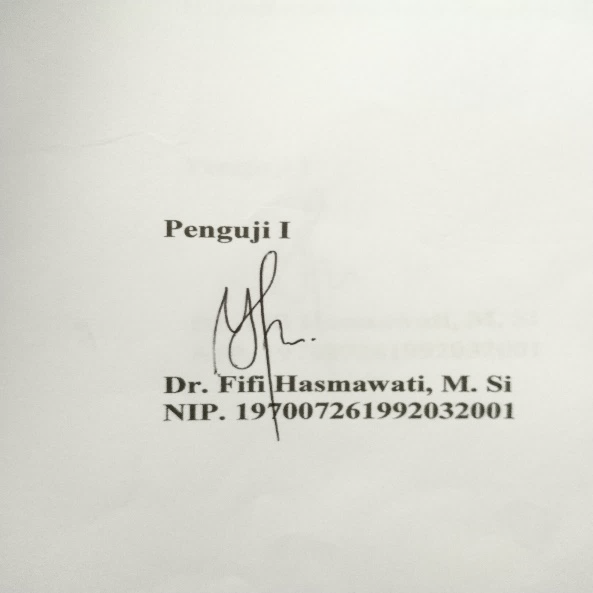 Penguji I
Dr. Fifi Hasmawati, M. Si
NIP. 197007261992032001